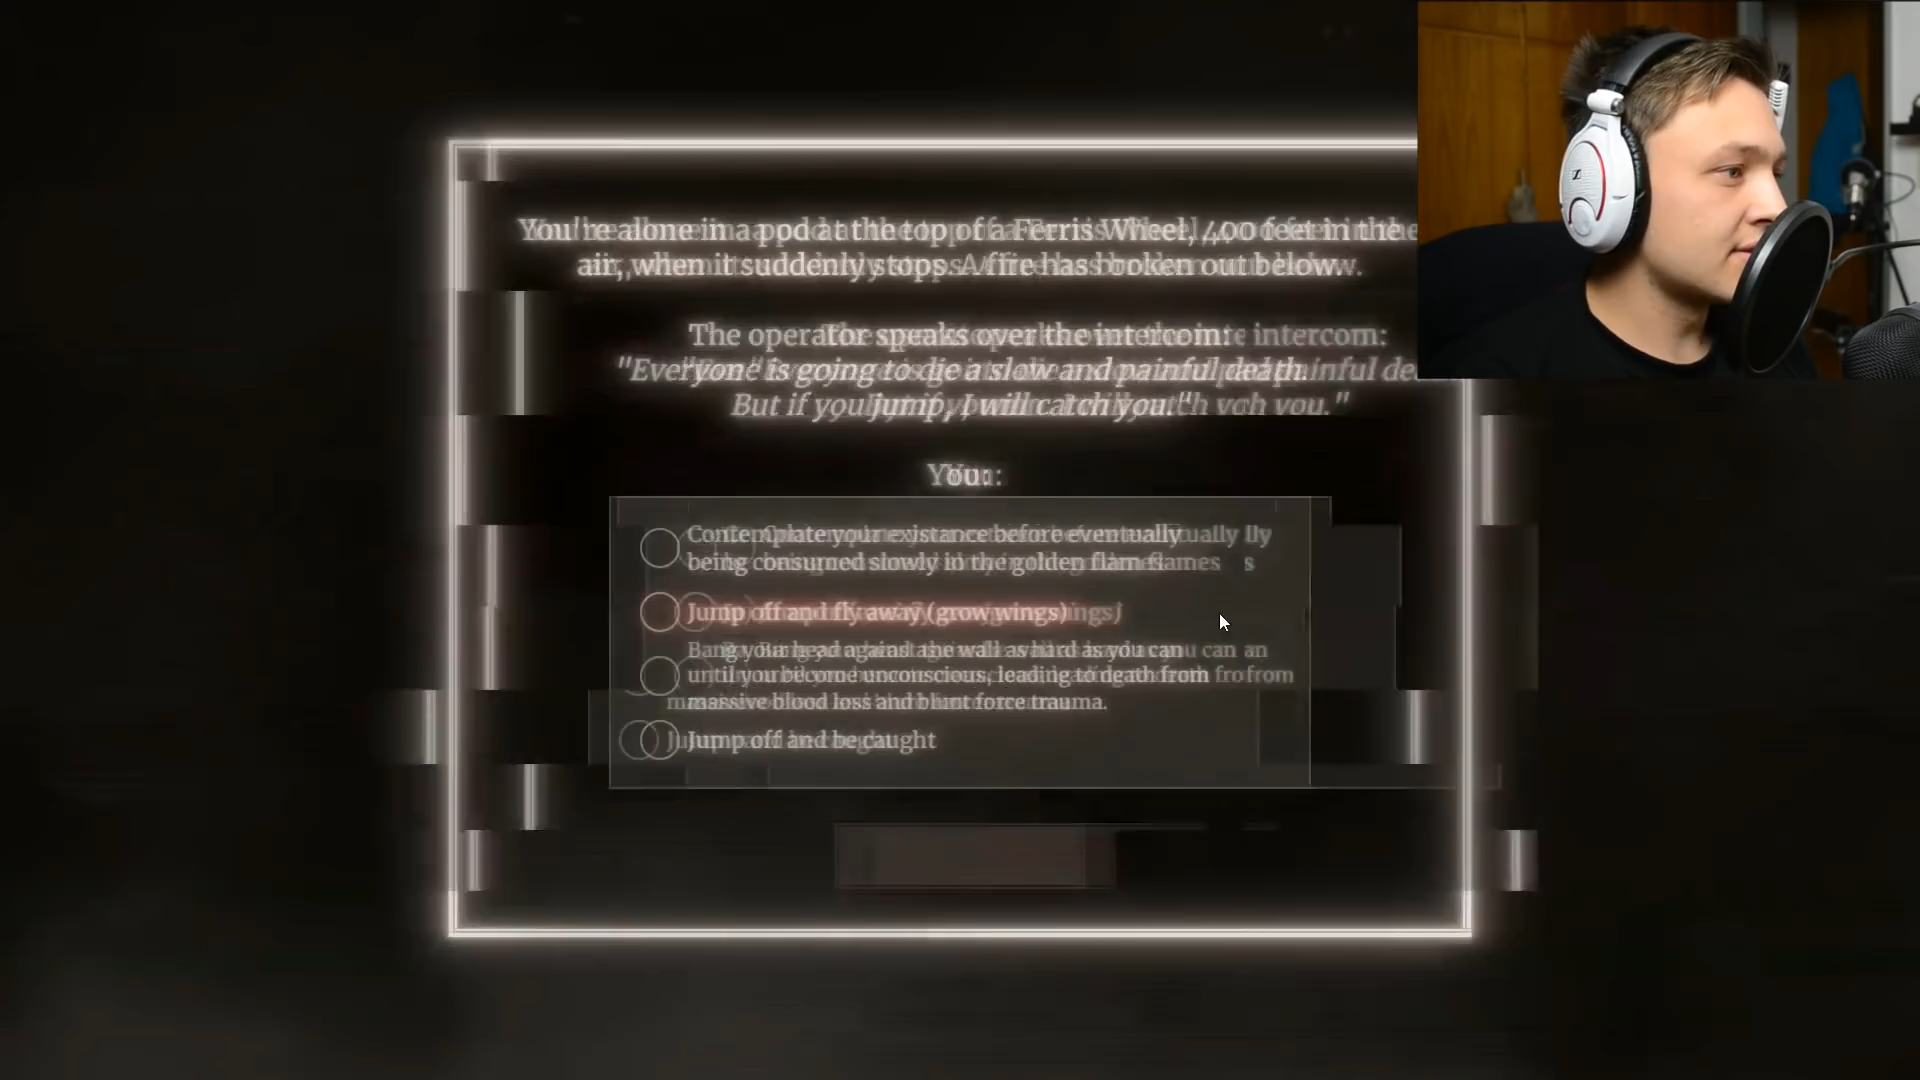 You're alone in a pod at the top of a Ferris Wheel, 400 feet in the
air, when it suddenly stops. A fire has broken out below.
The operator speaks over the intercom:
"Everyone is going to die a slow and painful death.
But if you jump, I will catch you."
You:
Contemplate your existance before eventually
being consumed slowly in the golden flames
Jump off and fly away (grow wings)
Bang your head against the wall as hard as you can
until you become unconscious, leading to death from
massive blood loss and blunt force trauma.
Jump off and be caught